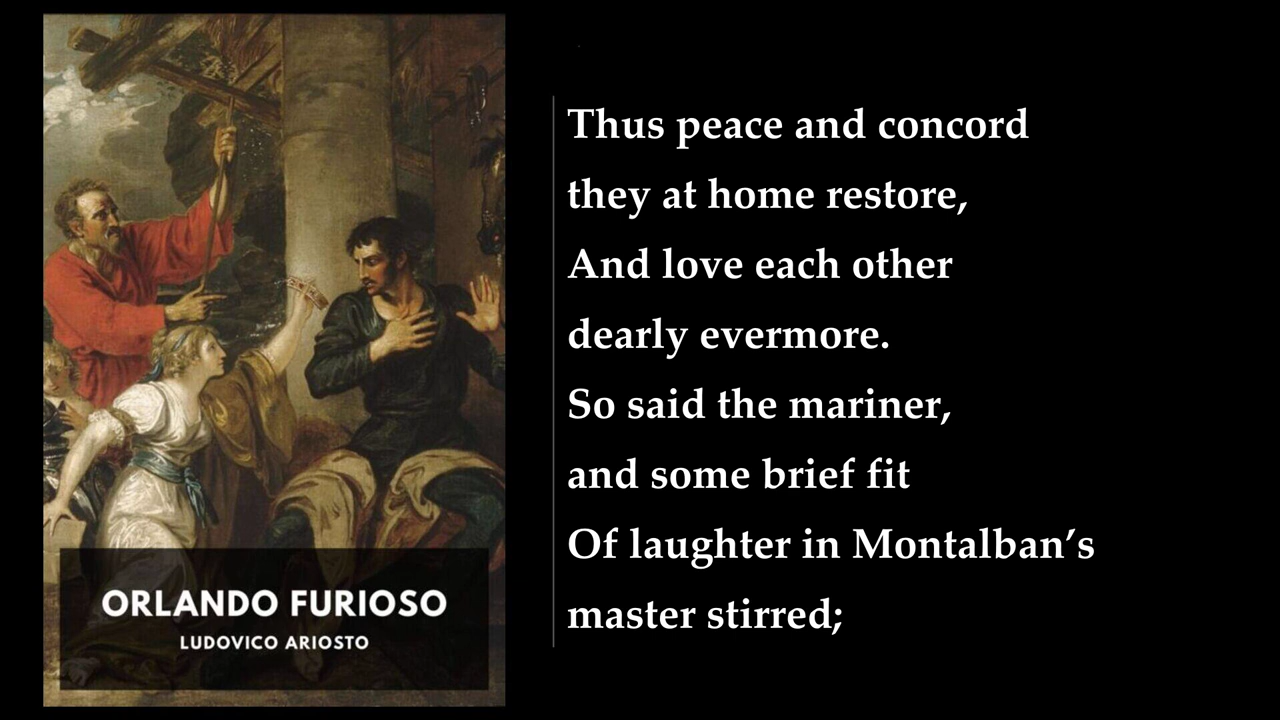 ORLANDO FURIOSO
LUDOVICO ARIOSTO
Thus peace and concord
they at home restore,
And love each other
dearly evermore.
So said the mariner,
and some brief fit
Of laughter in Montalban’s
master stirred;